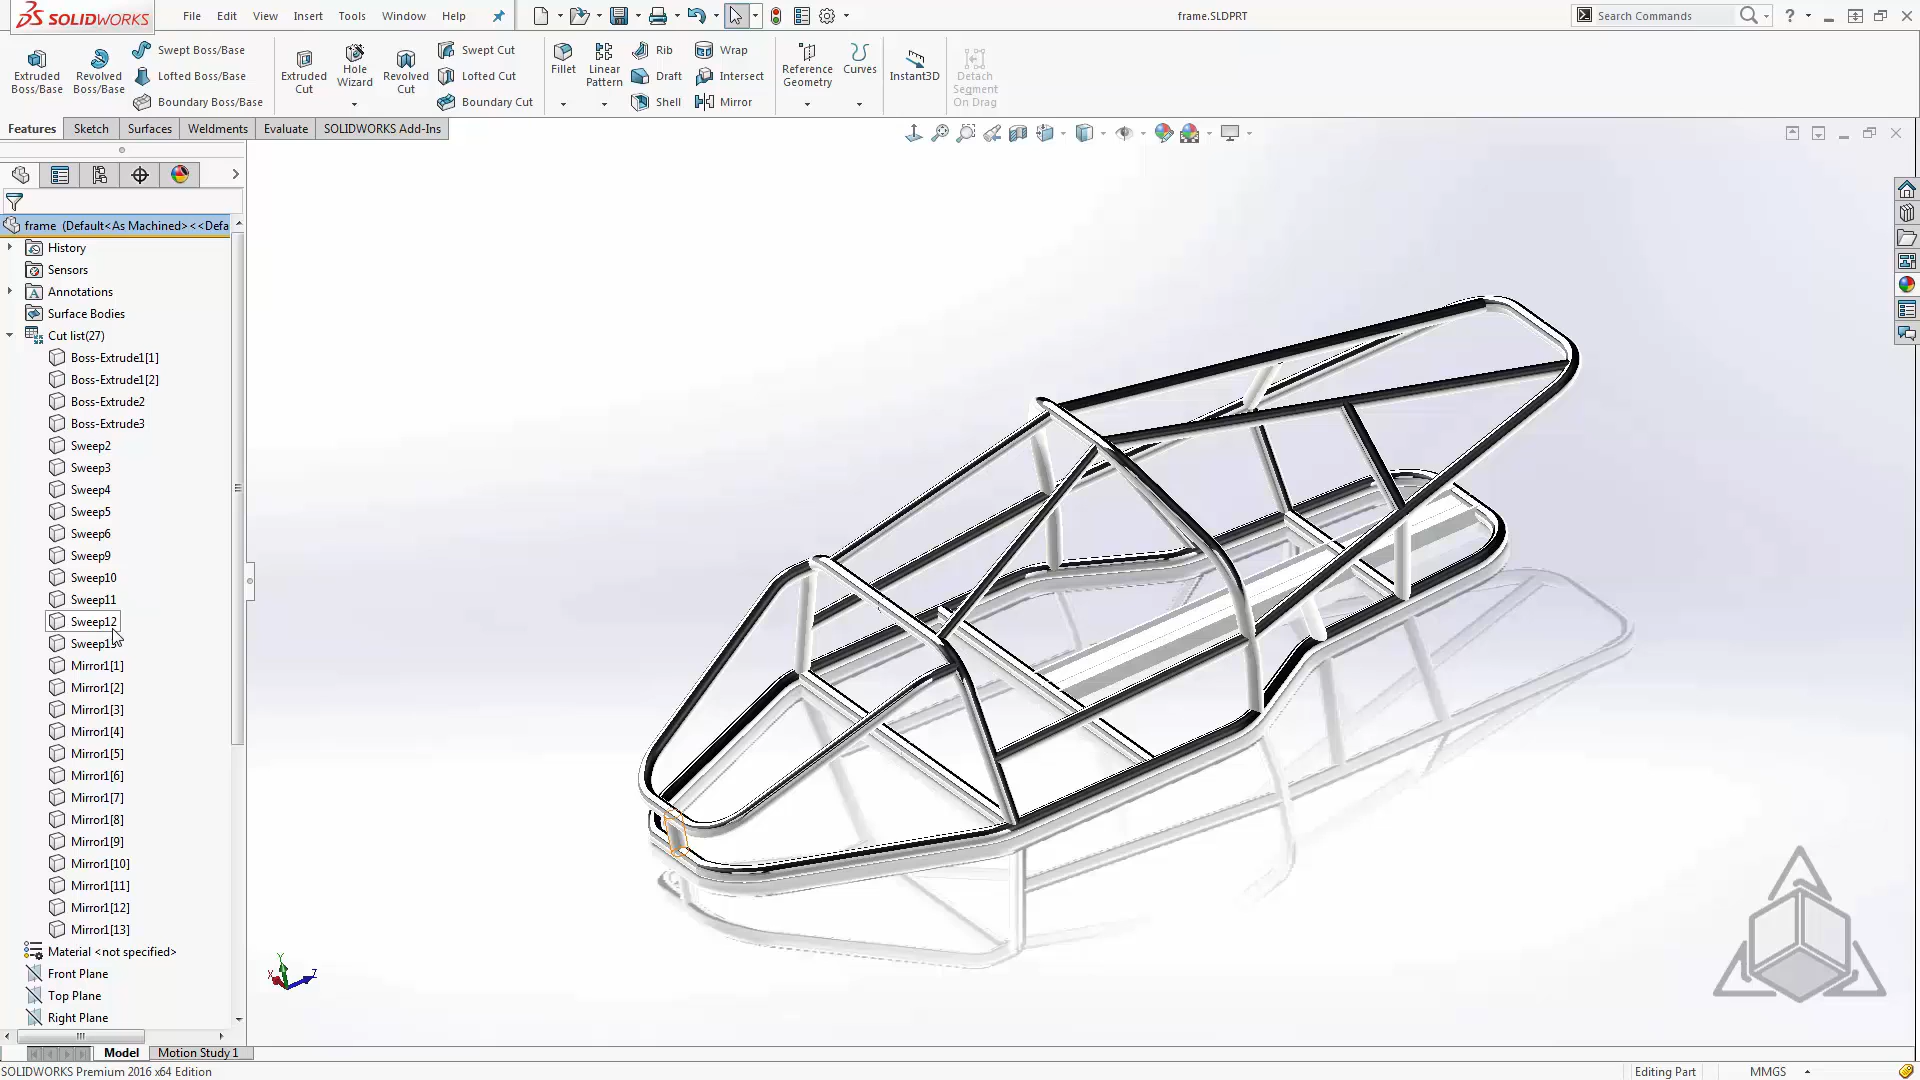 SOLIDWORKS
File Edit View Insert Tools Window Help
frame.SLDPRT
Search Commands
?
Extruded Boss/Base
Revolved Boss/Base
Swept Boss/Base
Lofted Boss/Base
Boundary Boss/Base
Extruded Cut
Hole Wizard
Revolved Cut
Swept Cut
Lofted Cut
Boundary Cut
Fillet
Linear Pattern
Rib
Draft
Shell
Wrap
Intersect
Mirror
Reference Geometry
Curves
Instant3D
Detach Segment On Drag
Features Sketch Surfaces Weldments Evaluate SOLIDWORKS Add-Ins
frame (Default<As Machined><<Defa
History
Sensors
Annotations
Surface Bodies
Cut list(27)
Boss-Extrude1[1]
Boss-Extrude1[2]
Boss-Extrude2
Boss-Extrude3
Sweep2
Sweep3
Sweep4
Sweep5
Sweep6
Sweep9
Sweep10
Sweep11
Sweep12
Mirror1[1]
Mirror1[2]
Mirror1[3]
Mirror1[4]
Mirror1[5]
Mirror1[6]
Mirror1[7]
Mirror1[8]
Mirror1[9]
Mirror1[10]
Mirror1[11]
Mirror1[12]
Mirror1[13]
Material <not specified>
Front Plane
Top Plane
Right Plane
Y
X Z
Model Motion Study 1
SOLIDWORKS Premium 2016 x64 Edition
Editing Part MMGS